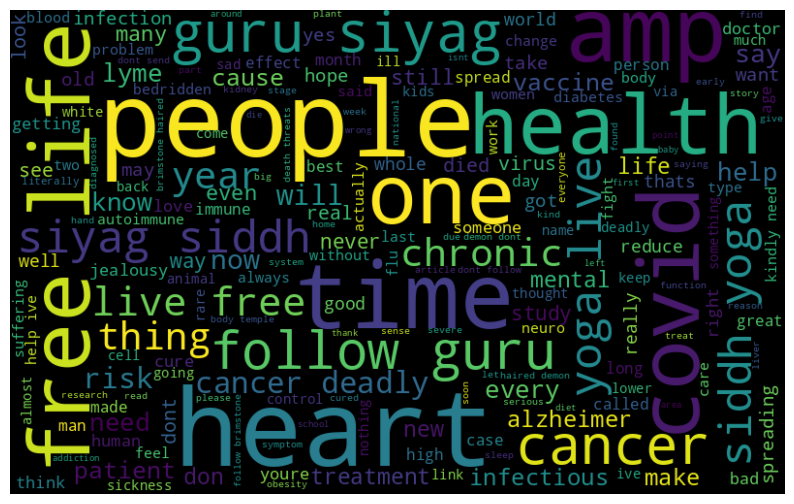 look
blood
infection
many
guru siyag
around
plant
amp
isnt
find
world
dont send
problem
sad
effect
yes
month
ill
change
doctor
much
say
old
lyme
cause
hope
still
spread
take
person
body
want
via
age
free life
bedridden
said
kids
vaccine
women
diabetes
story
early
give
white
part
kidney
stage
die
week
wrong
national
people
health
work
found
point
baby
saying
getting
literally
diagnosed
brimstone haired
come
big
death threats
see
two
may
year
best
whole
died
virus
everyone
life
help
know
back
love
even
will
real
actually
one
day
got
live
fight
thats
type
deadly
first
something
kindly need
hand
autoimmune
immune
home
never
someone
name
kind
reduce
siyag siddh
now
last
flu
due
demon dont
chronic
left
mental
keep
function
right
yoga
covid
siddh yoga
well
jealousy
way
system
always
without
article
dont follow
thought
really
reason
great
suffering
help ive
animal
rare
good
time
study
neuro
long
treat
liver
live free
body temple
thank
sense
severe
thing
cell
cure
follow guru
let
haired demon
lower
care
spreading
almost
research
read
going
please
control
cured
soon
serious
diet
called
area
risk
cancer deadly
every
made
man
need
dont
heart
nothing
new
case
alzheimer
human
feel
follow brimstone
symptom
school
high
link
sleep
ive
cancer
patient
don
youre
treatment
infectious
make
bad
think
addiction
sickness
obesity